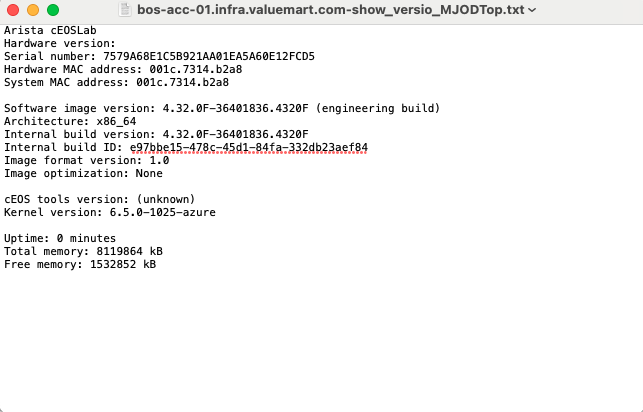 bos-acc-01.infra.valuemart.com-show_versio_MJODTop.txt
Arista cEOSLab
Hardware version:
Serial number: 7579A68E1C5B921AA01EA5A60E12FCD5
Hardware MAC address: 001c.7314.b2a8
System MAC address: 001c.7314.b2a8
Software image version: 4.32.0F-36401836.4320F (engineering build)
Architecture: x86_64
Internal build version: 4.32.0F-36401836.4320F
Internal build ID: e97bbe15-478c-45d1-84fa-332db23aef84
Image format version: 1.0
Image optimization: None
cEOS tools version: (unknown)
Kernel version: 6.5.0-1025-azure
Uptime: 0 minutes
Total memory: 8119864 kB
Free memory: 1532852 kB